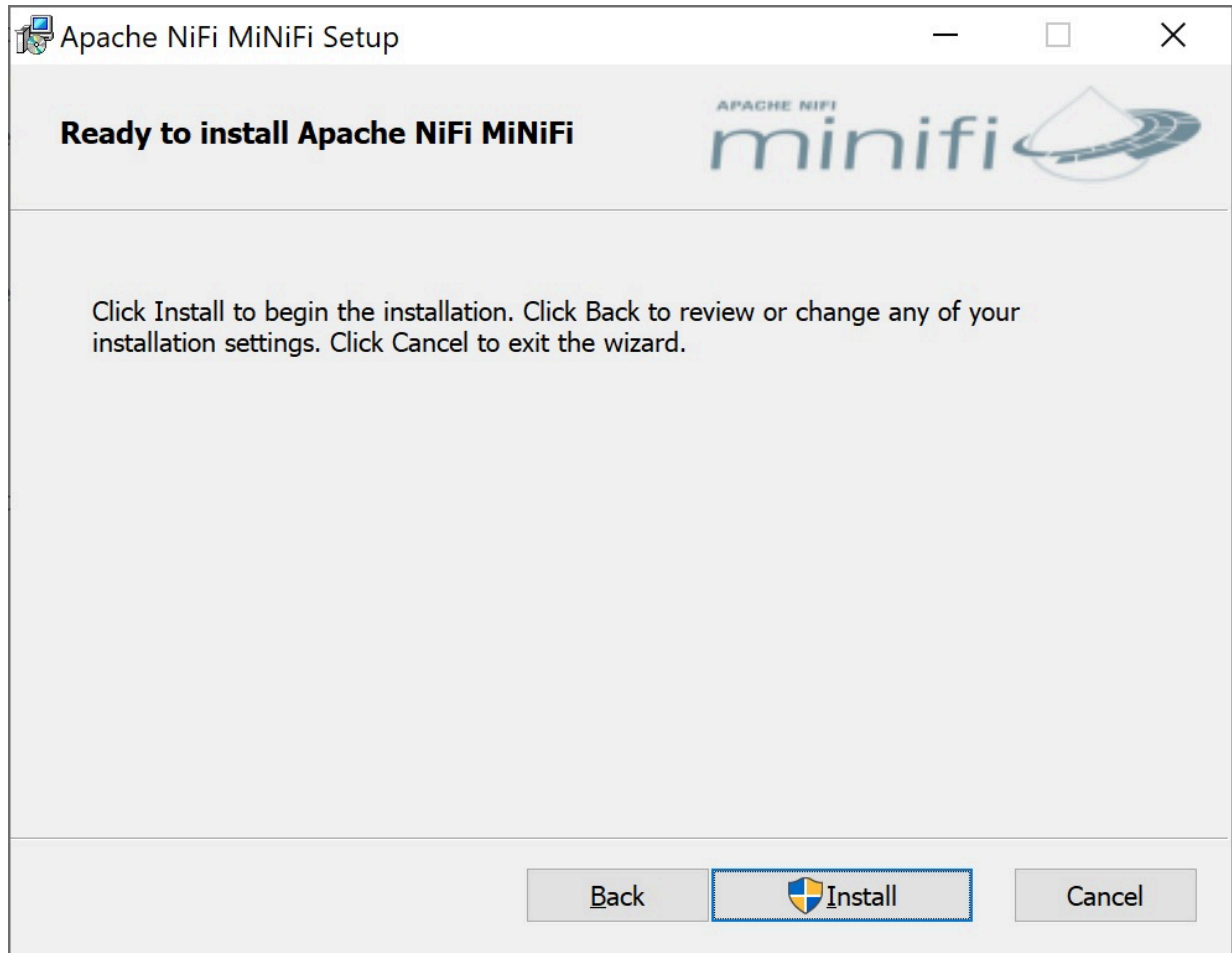 Apache NiFi MiNiFi Setup
Ready to install Apache NiFi MiNiFi
APACHE NIFI
minifi
Click Install to begin the installation. Click Back to review or change any of your
installation settings. Click Cancel to exit the wizard.
Back
Install
Cancel